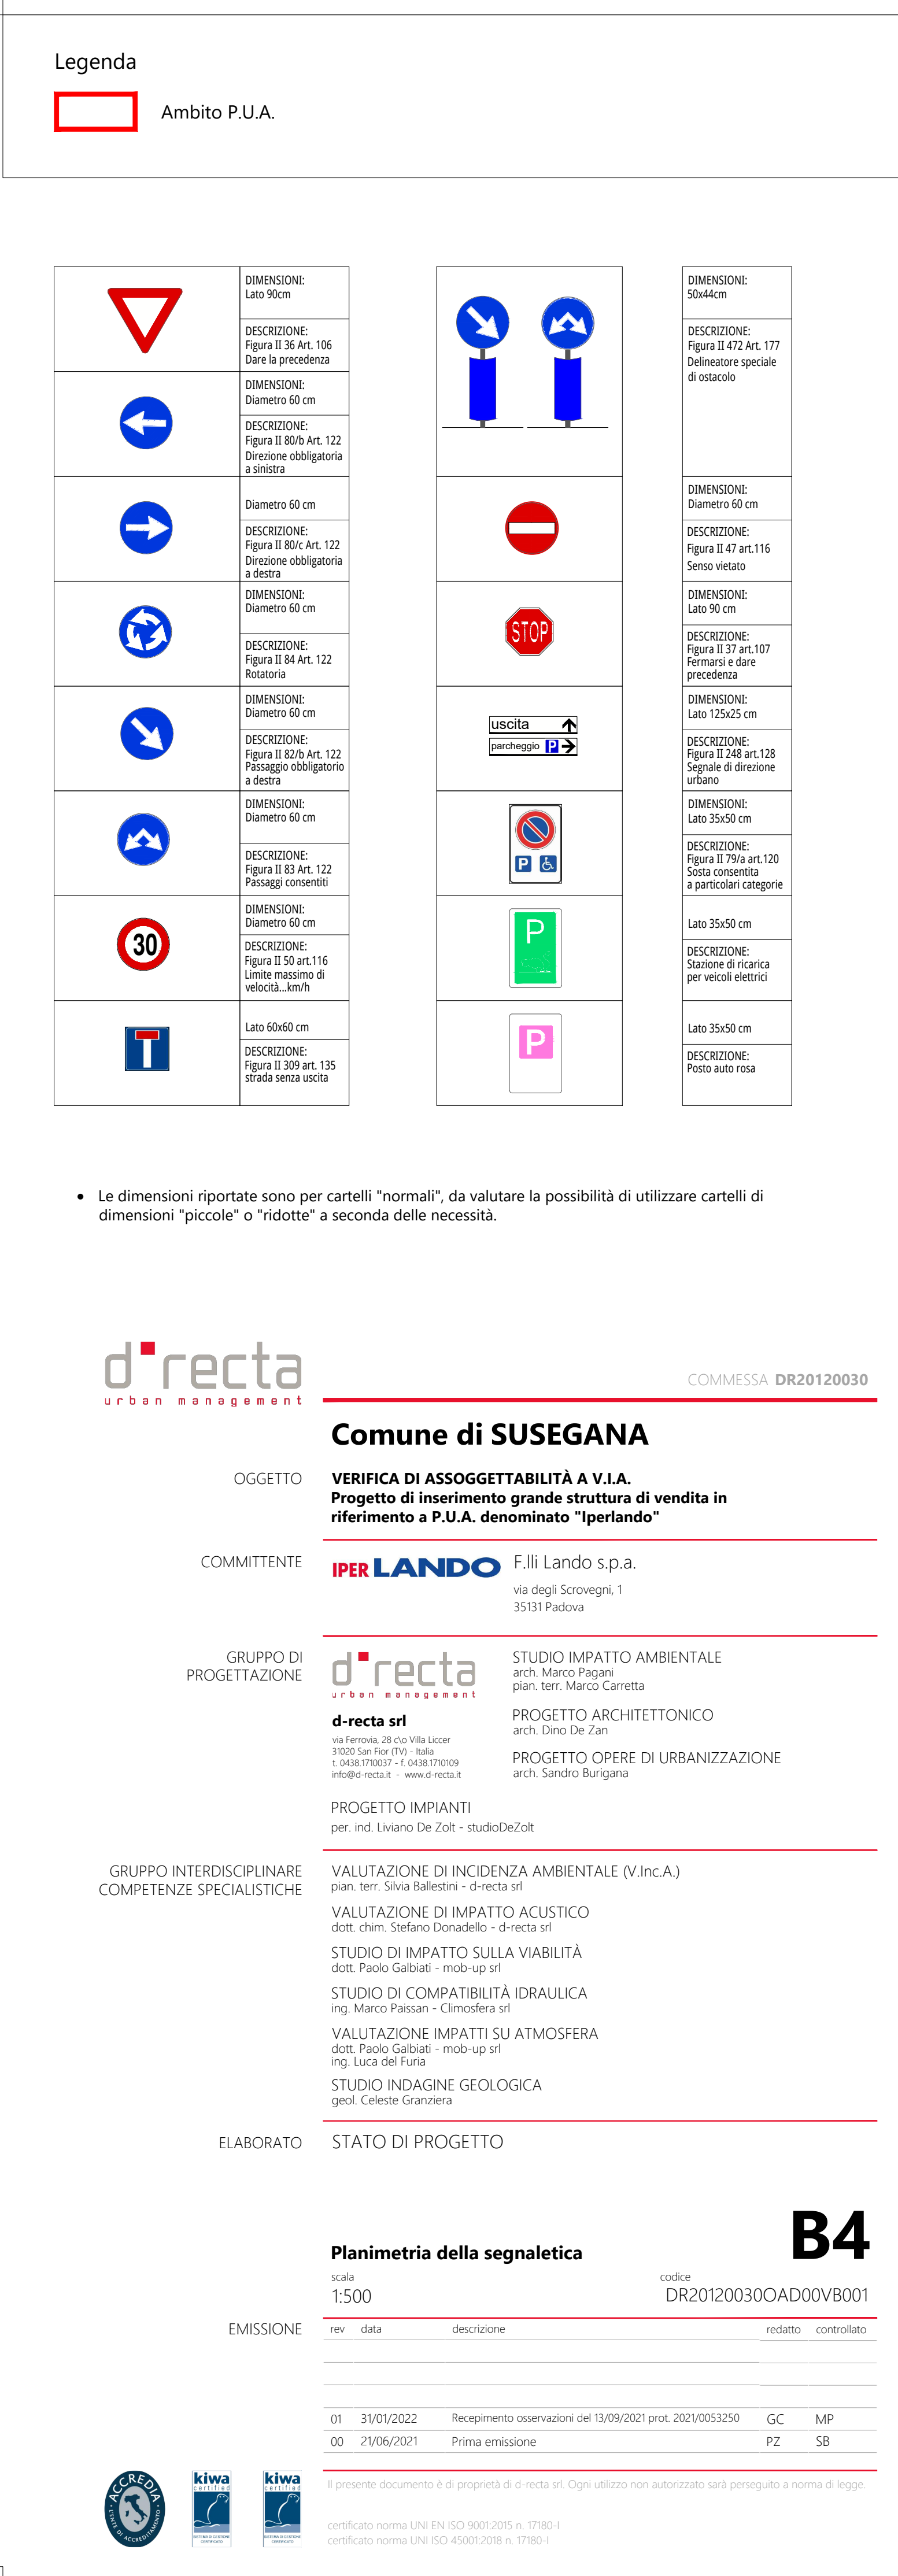 Legenda
Ambito P.U.A.
DIMENSIONI:
Lato 90cm
DESCRIZIONE:
Figura II 36 Art. 106
Dare la precedenza
DIMENSIONI:
Diametro 60 cm
DESCRIZIONE:
Figura II 80/b Art. 122
Direzione obbligatoria
a sinistra
Diametro 60 cm
DESCRIZIONE:
Figura II 80/c Art. 122
Direzione obbligatoria
a destra
DIMENSIONI:
Diametro 60 cm
DESCRIZIONE:
Figura II 84 Art. 122
Rotatoria
DIMENSIONI:
Diametro 60 cm
DESCRIZIONE:
Figura II 82/b Art. 122
Passaggio obbligatorio
a destra
DIMENSIONI:
Diametro 60 cm
DESCRIZIONE:
Figura II 83 Art. 122
Passaggi consentiti
30
DIMENSIONI:
Diametro 60 cm
DESCRIZIONE:
Figura II 50 art.116
Limite massimo di
velocità...km/h
Lato 60x60 cm
DESCRIZIONE:
Figura II 309 art. 135
strada senza uscita
DIMENSIONI:
50x44cm
DESCRIZIONE:
Figura II 472 Art. 177
Delineatore speciale
di ostacolo
DIMENSIONI:
Diametro 60 cm
DESCRIZIONE:
Figura II 47 art.116
Senso vietato
STOP
DIMENSIONI:
Lato 90 cm
DESCRIZIONE:
Figura II 37 art.107
Fermarsi e dare
precedenza
uscita
parcheggio P
DIMENSIONI:
Lato 125x25 cm
DESCRIZIONE:
Figura II 248 art.128
Segnale di direzione
urbano
P
DIMENSIONI:
Lato 35x50 cm
DESCRIZIONE:
Figura II 79/a art.120
Sosta consentita
a particolari categorie
P
Lato 35x50 cm
DESCRIZIONE:
Stazione di ricarica
per veicoli elettrici
P
Lato 35x50 cm
DESCRIZIONE:
Posto auto rosa
• Le dimensioni riportate sono per cartelli "normali", da valutare la possibilità di utilizzare cartelli di
dimensioni "piccole" o "ridotte" a seconda delle necessità.
d recta
urban management
COMMESSA DR20120030
Comune di SUSEGANA
OGGETTO
VERIFICA DI ASSOGGETTABILITÀ A V.I.A.
Progetto di inserimento grande struttura di vendita in
riferimento a P.U.A. denominato "Iperlando"
COMMITTENTE
IPER LANDO
F.lli Lando s.p.a.
via degli Scrovegni, 1
35131 Padova
GRUPPO DI
PROGETTAZIONE
d recta
urban management
d-recta srl
via Ferrovia, 28 c\o Villa Liccer
31020 San Fior (TV) - Italia
t. 0438.1710037 - f. 0438.1710109
info@d-recta.it - www.d-recta.it
STUDIO IMPATTO AMBIENTALE
arch. Marco Pagani
pian. terr. Marco Carretta
PROGETTO ARCHITETTONICO
arch. Dino De Zan
PROGETTO OPERE DI URBANIZZAZIONE
arch. Sandro Burigana
PROGETTO IMPIANTI
per. ind. Liviano De Zolt - studioDeZolt
GRUPPO INTERDISCIPLINARE
COMPETENZE SPECIALISTICHE
VALUTAZIONE DI INCIDENZA AMBIENTALE (V.Inc.A.)
pian. terr. Silvia Ballestini - d-recta srl
VALUTAZIONE DI IMPATTO ACUSTICO
dott. chim. Stefano Donadello - d-recta srl
STUDIO DI IMPATTO SULLA VIABILITÀ
dott. Paolo Galbiati - mob-up srl
STUDIO DI COMPATIBILITÀ IDRAULICA
ing. Marco Paissan - Climosfera srl
VALUTAZIONE IMPATTI SU ATMOSFERA
dott. Paolo Galbiati - mob-up srl
ing. Luca del Furia
STUDIO INDAGINE GEOLOGICA
geol. Celeste Granziera
ELABORATO
STATO DI PROGETTO
B4
Planimetria della segnaletica
scala
1:500
codice
DR20120030OAD00VB001
EMISSIONE
rev data descrizione redatto controllato
01 31/01/2022 Recepimento osservazioni del 13/09/2021 prot. 2021/0053250 GC MP
00 21/06/2021 Prima emissione PZ SB
ACCREDIA
L'ENTE DI ACCREDITAMENTO
kiwa
certified
SISTEMA DI GESTIONE
CERTIFICATO
kiwa
certified
SISTEMA DI GESTIONE
CERTIFICATO
Il presente documento è di proprietà di d-recta srl. Ogni utilizzo non autorizzato sarà perseguito a norma di legge.
certificato norma UNI EN ISO 9001:2015 n. 17180-I
certificato norma UNI ISO 45001:2018 n. 17180-I